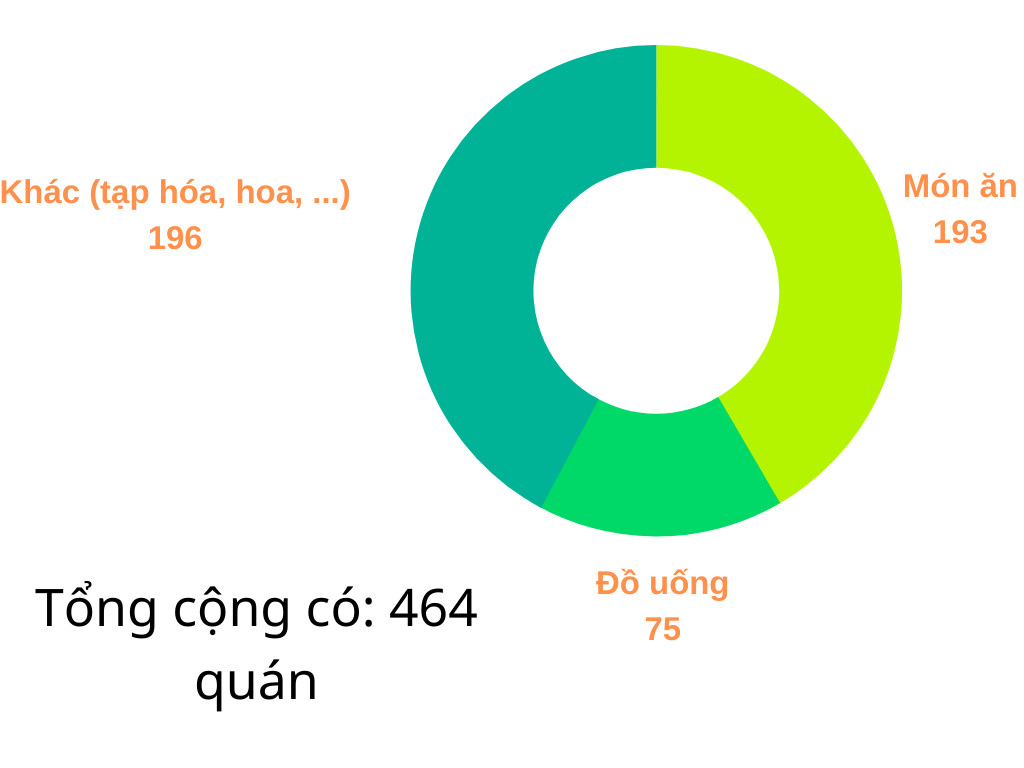 Khác (tạp hóa, hoa, ...)
196
Món ăn
193
Đồ uống
75
Tổng cộng có: 464
quán